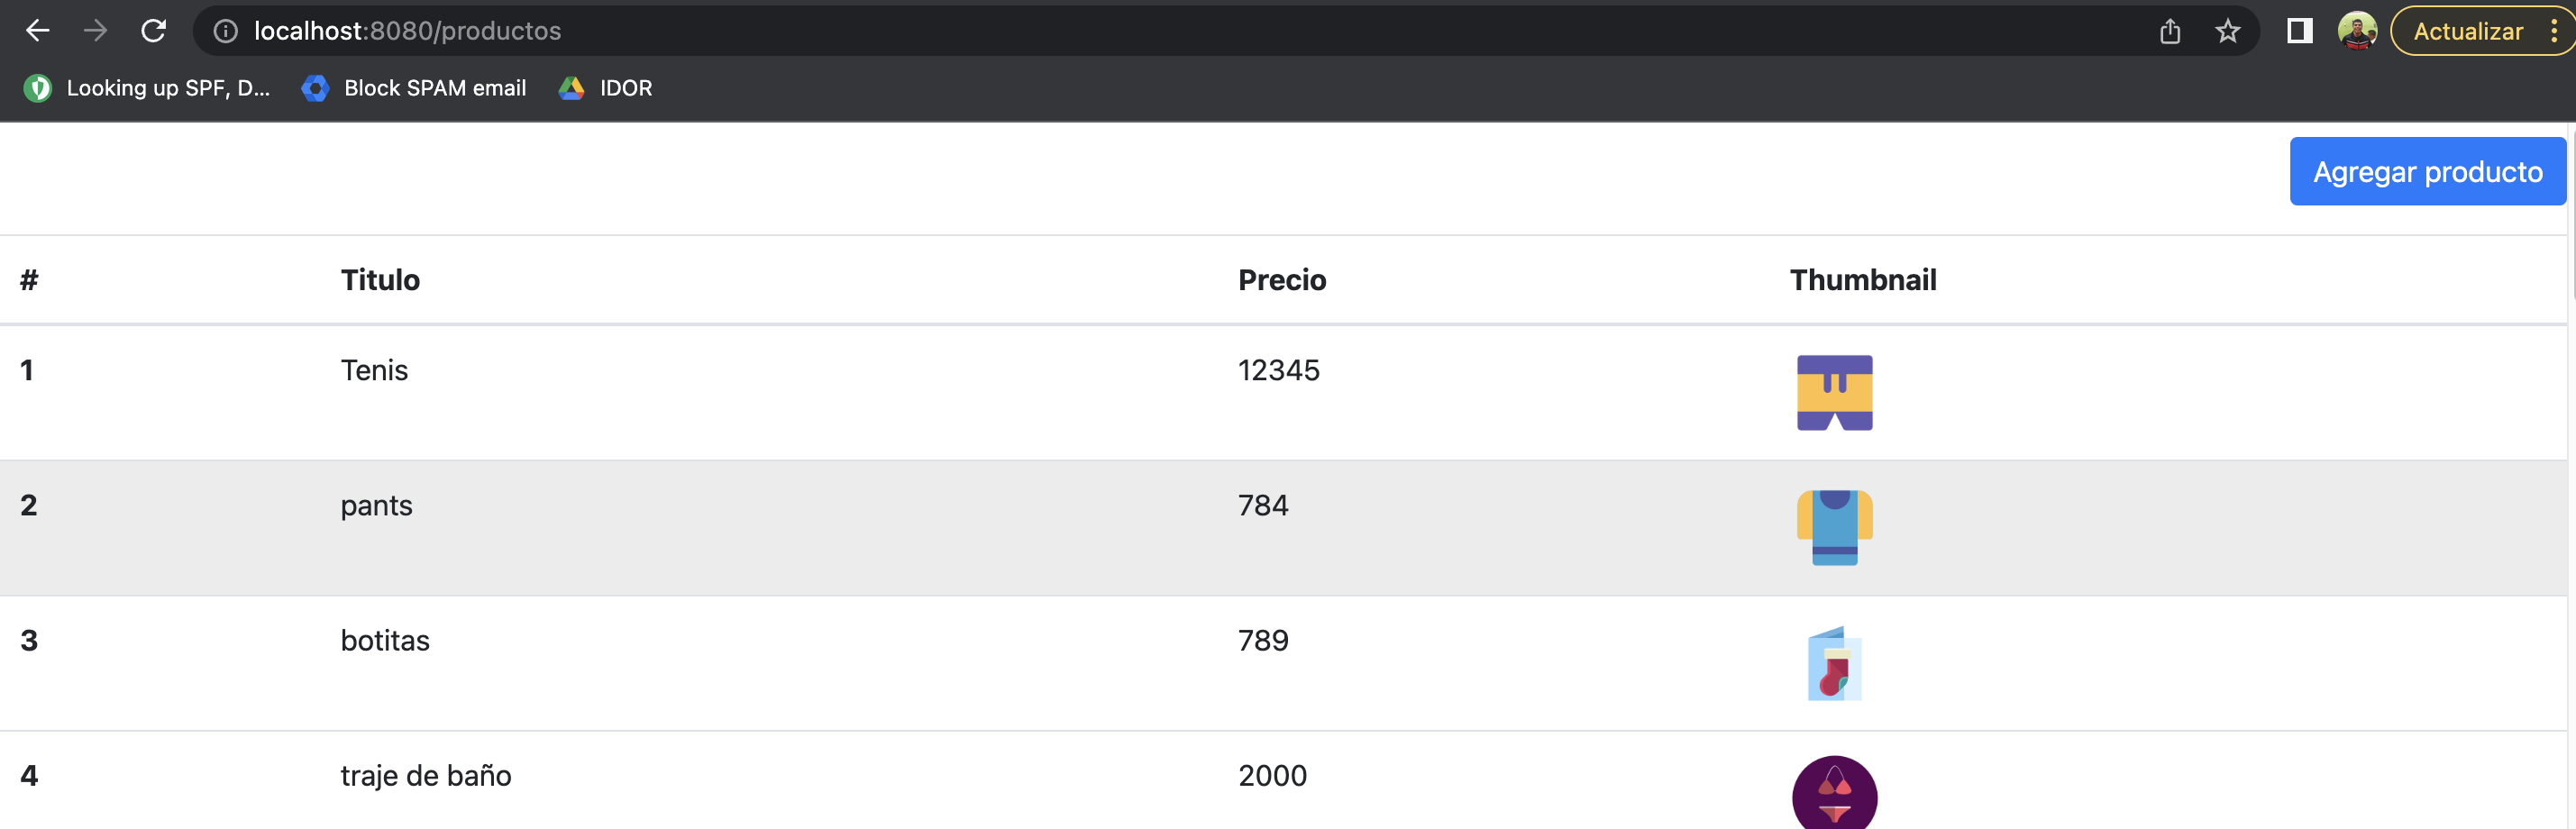 localhost:8080/productos
Actualizar
Looking up SPF, D... Block SPAM email IDOR
Agregar producto
# Titulo Precio Thumbnail
1 Tenis 12345
2 pants 784
3 botitas 789
4 traje de baño 2000